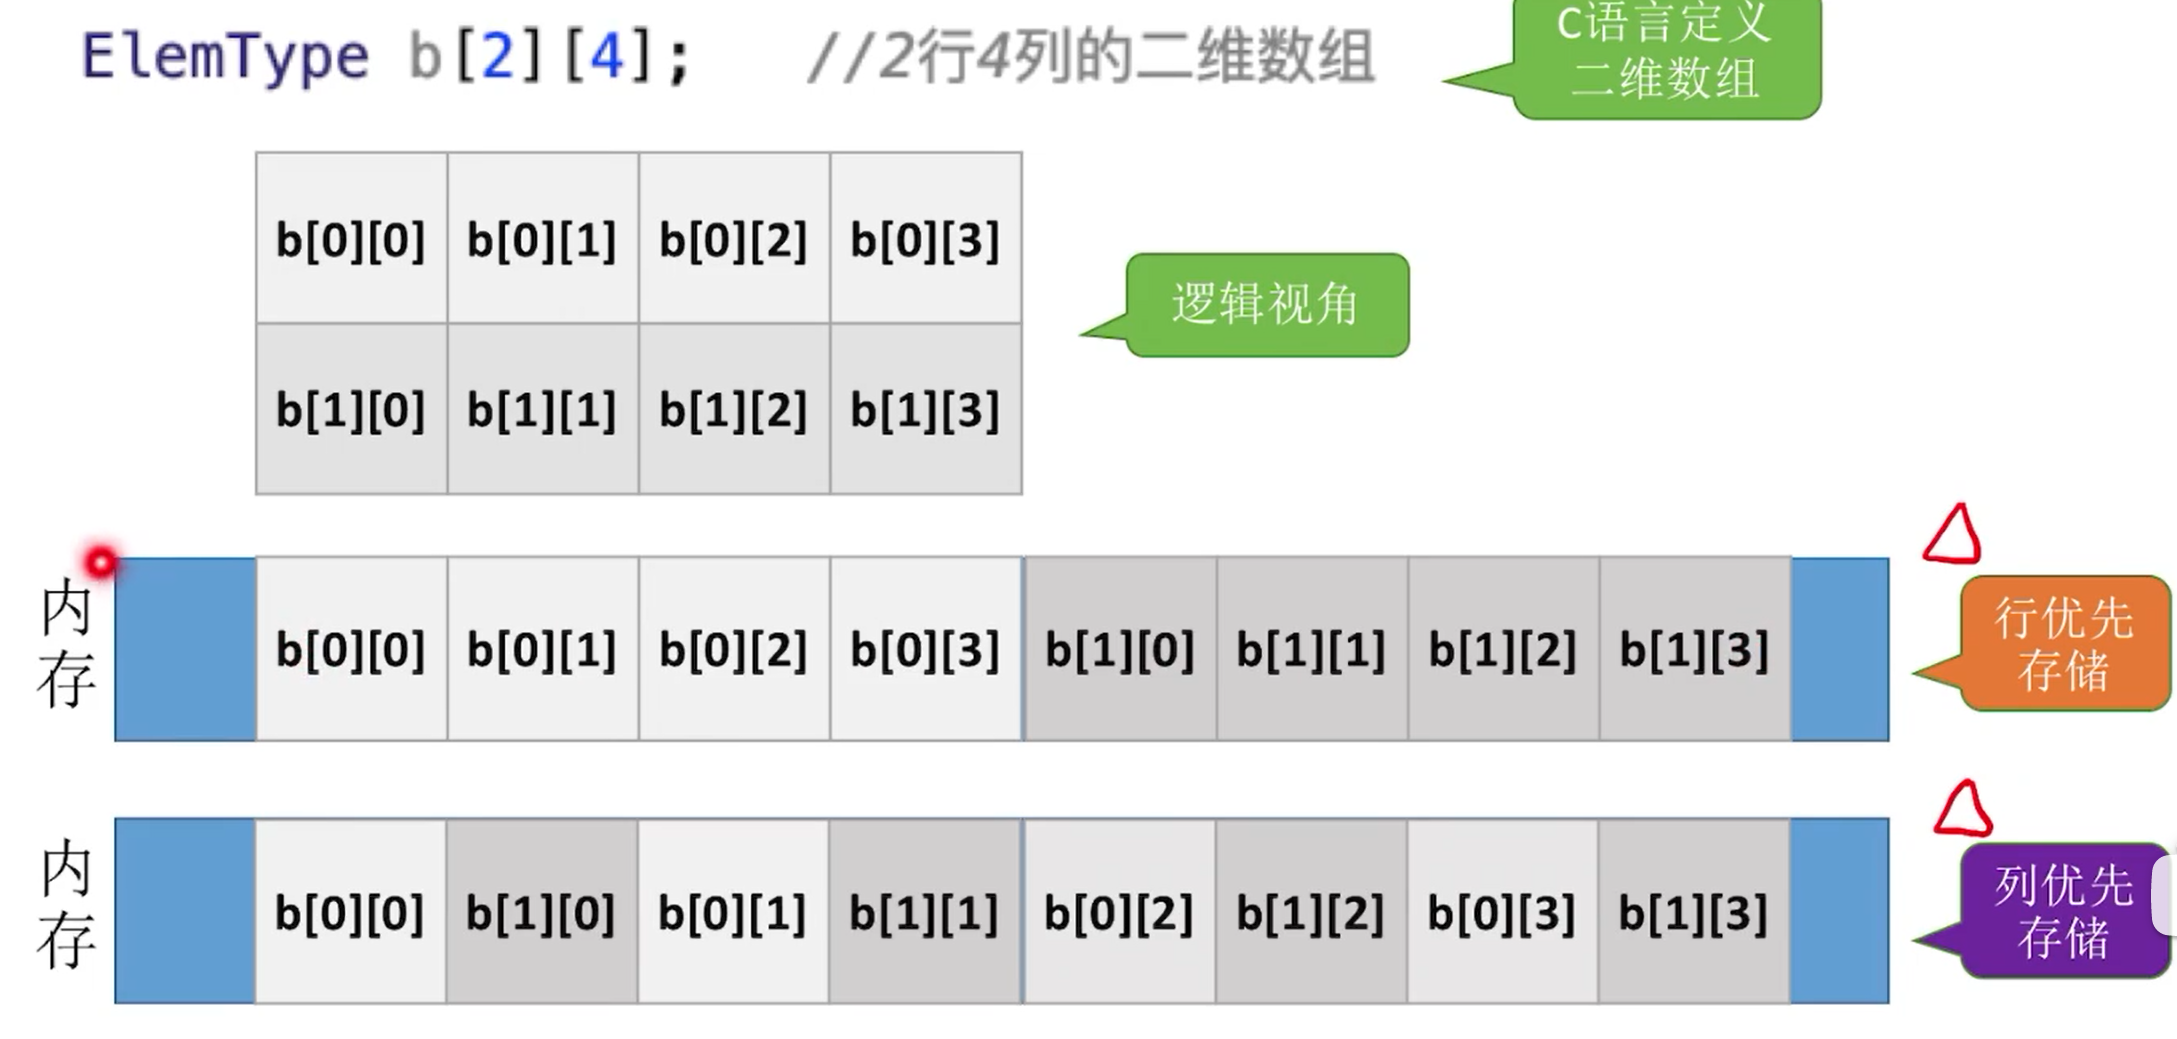 ElemType b[2][4];    //2行4列的二维数组
C语言定义
二维数组
b[0][0] b[0][1] b[0][2] b[0][3]
b[1][0] b[1][1] b[1][2] b[1][3]
逻辑视角
内存
b[0][0] b[0][1] b[0][2] b[0][3] b[1][0] b[1][1] b[1][2] b[1][3]
行优先
存储
内存
b[0][0] b[1][0] b[0][1] b[1][1] b[0][2] b[1][2] b[0][3] b[1][3]
列优先
存储